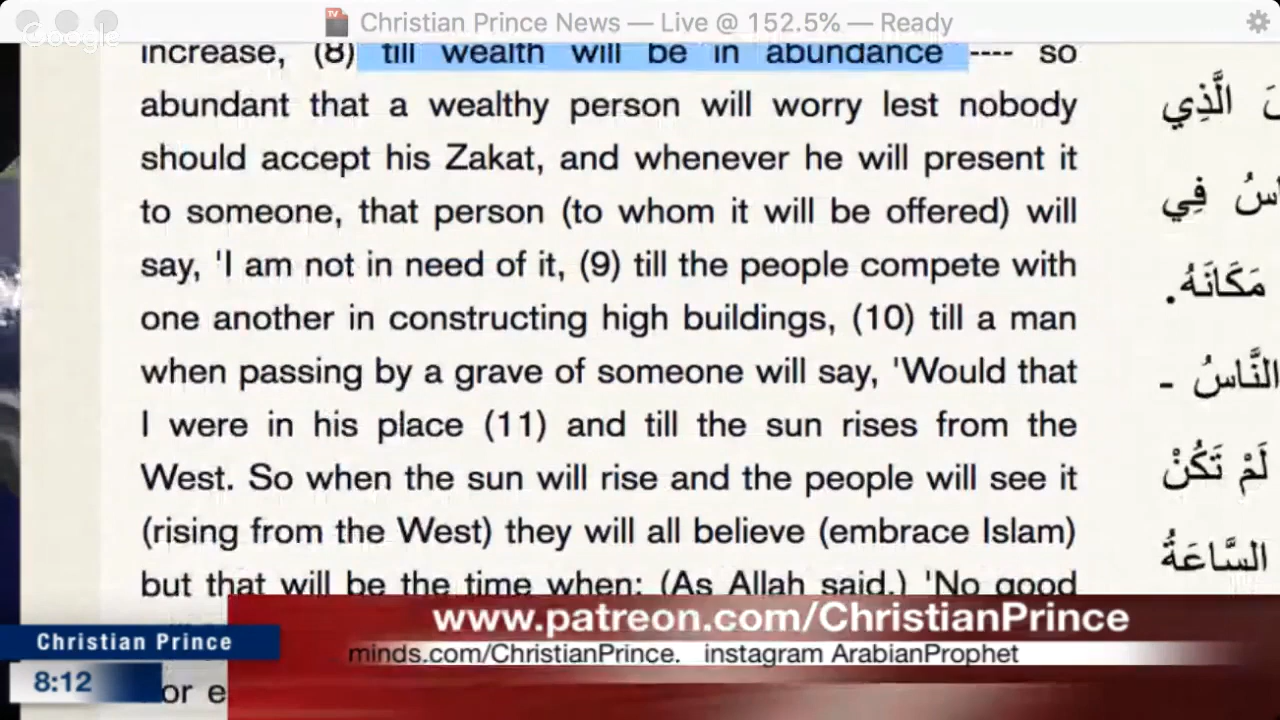 Christian Prince News — Live @ 152.5% — Ready
Google
increase, (8) till wealth will be in abundance ---- so
abundant that a wealthy person will worry lest nobody
should accept his Zakat, and whenever he will present it
to someone, that person (to whom it will be offered) will
say, 'I am not in need of it, (9) till the people compete with
one another in constructing high buildings, (10) till a man
when passing by a grave of someone will say, 'Would that
I were in his place (11) and till the sun rises from the
West. So when the sun will rise and the people will see it
(rising from the West) they will all believe (embrace Islam)
but that will be the time when: (As Allah said,) 'No good
or e
الَّذِي
فِي
مَكَانَهُ.
النَّاسُ -
لَمْ تَكُنْ
السَّاعَةُ
www.patreon.com/ChristianPrince
minds.com/ChristianPrince. instagram ArabianProphet
Christian Prince
8:12